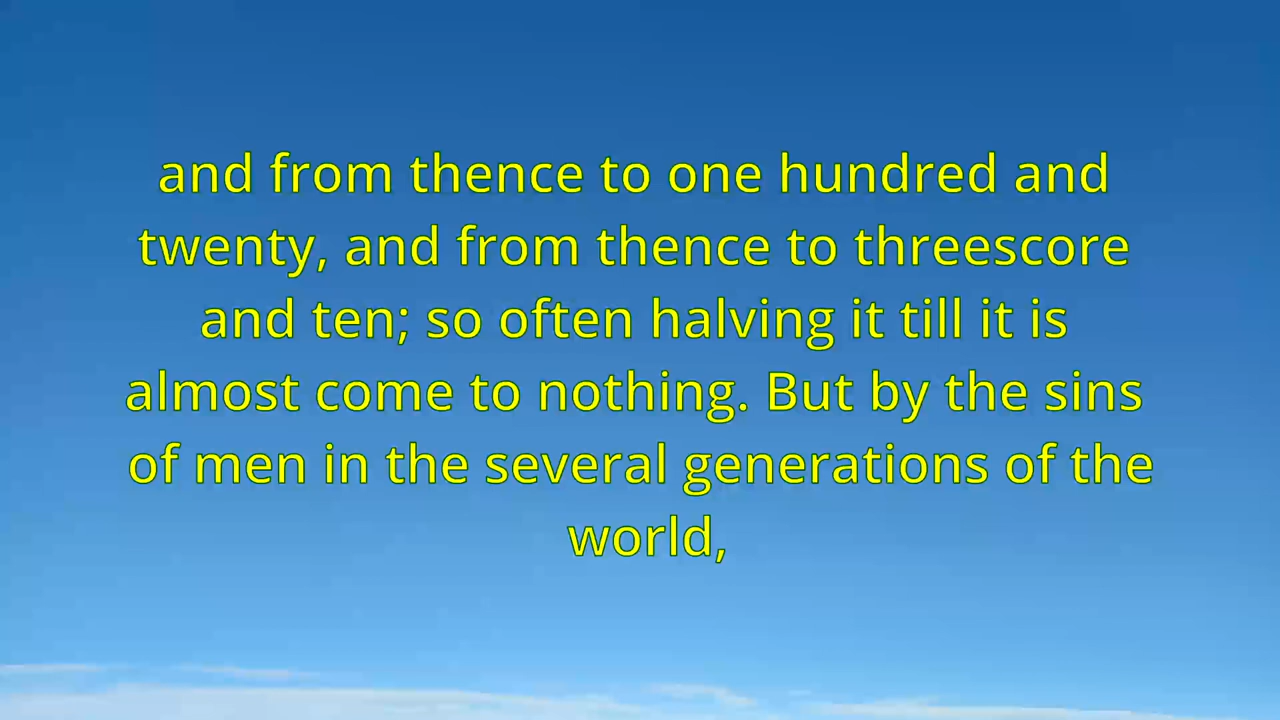 and from thence to one hundred and
twenty, and from thence to threescore
and ten; so often halving it till it is
almost come to nothing. But by the sins
of men in the several generations of the
world,